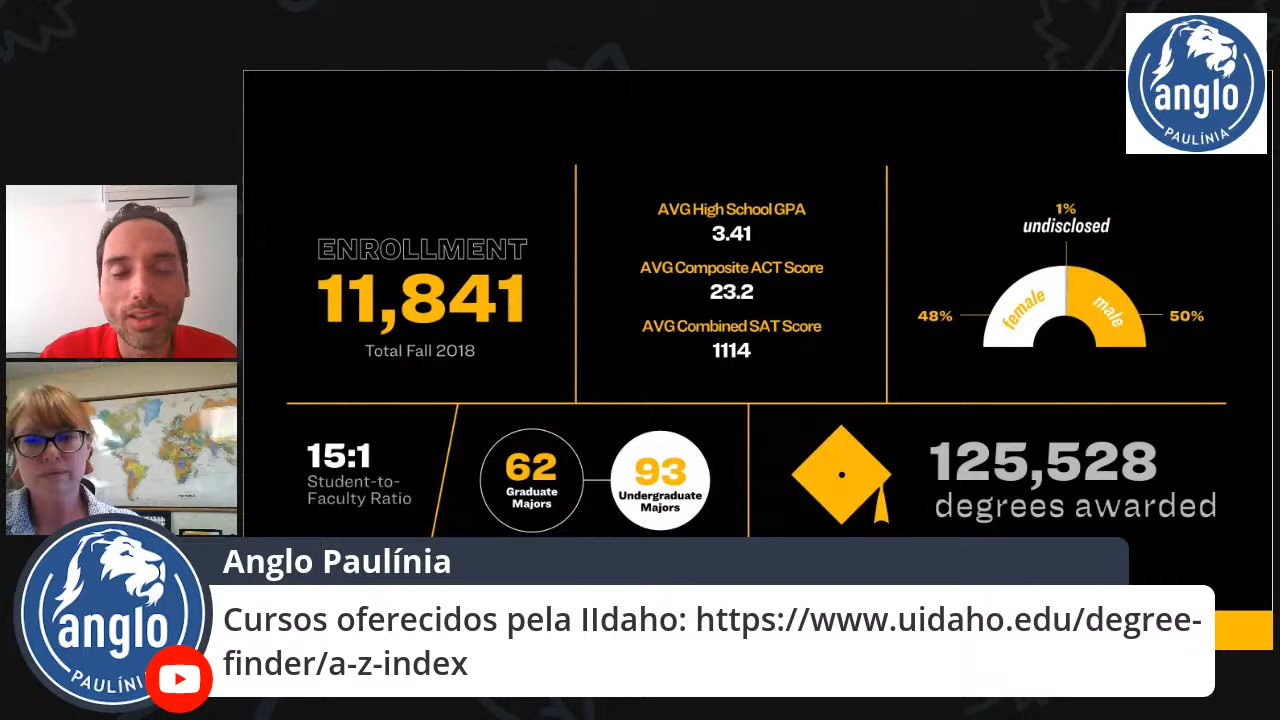 anglo
PAULÍNIA
ENROLLMENT
11,841
Total Fall 2018
AVG High School GPA
3.41
AVG Composite ACT Score
23.2
AVG Combined SAT Score
1114
1%
undisclosed
48%
female
male
50%
15:1
Student-to-
Faculty Ratio
62
Graduate
Majors
93
Undergraduate
Majors
125,528
degrees awarded
anglo
PAULÍNIA
Anglo Paulínia
Cursos oferecidos pela IIdaho: https://www.uidaho.edu/degree-
finder/a-z-index